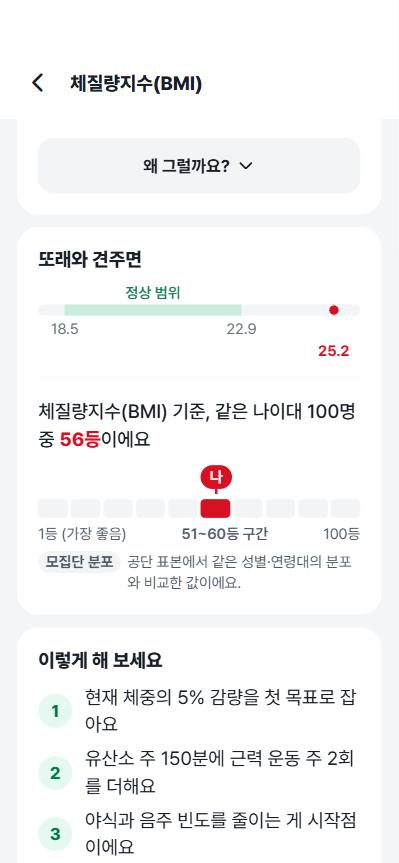 체질량지수(BMI)
왜 그럴까요?
또래와 견주면
정상 범위
18.5
22.9
25.2
체질량지수(BMI) 기준, 같은 나이대 100명
중 56등이에요
나
1등 (가장 좋음)
51~60등 구간
100등
모집단 분포
공단 표본에서 같은 성별·연령대의 분포
와 비교한 값이에요.
이렇게 해 보세요
1
현재 체중의 5% 감량을 첫 목표로 잡
아요
2
유산소 주 150분에 근력 운동 주 2회
를 더해요
3
야식과 음주 빈도를 줄이는 게 시작점
이에요